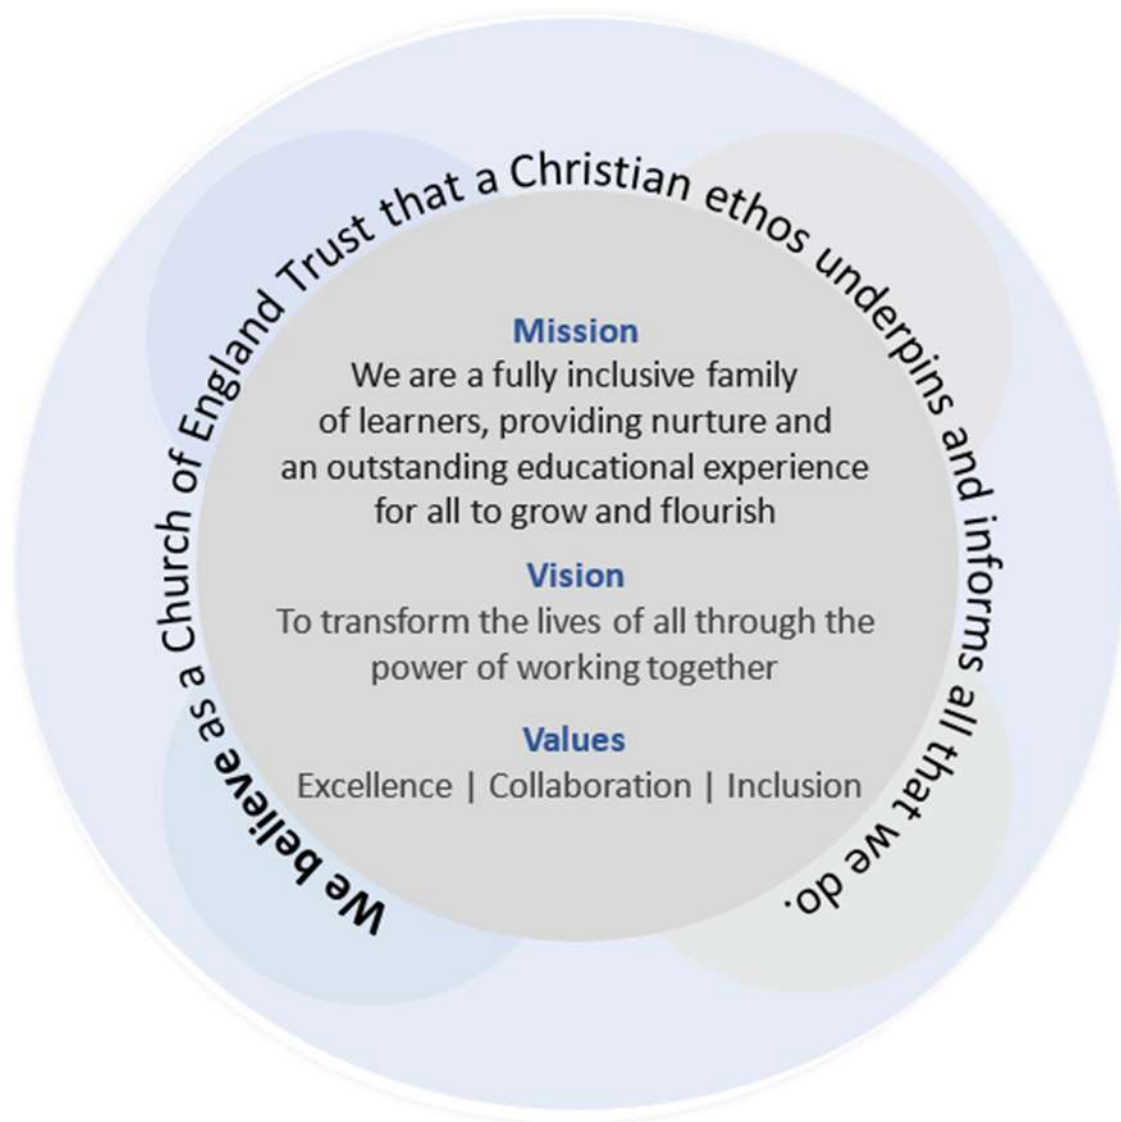 We believe as a Church of England Trust that a Christian ethos underpins and informs all that we do.
Mission
We are a fully inclusive family
of learners, providing nurture and
an outstanding educational experience
for all to grow and flourish
Vision
To transform the lives of all through the
power of working together
Values
Excellence | Collaboration | Inclusion